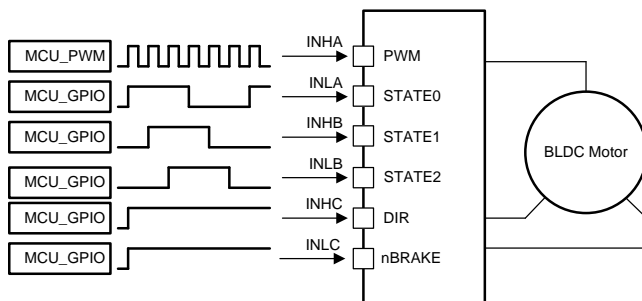 MCU_PWM INHA PWM
MCU_GPIO INLA STATE0
MCU_GPIO INHB STATE1
BLDC Motor
MCU_GPIO INLB STATE2
MCU_GPIO INHC DIR
MCU_GPIO INLC nBRAKE